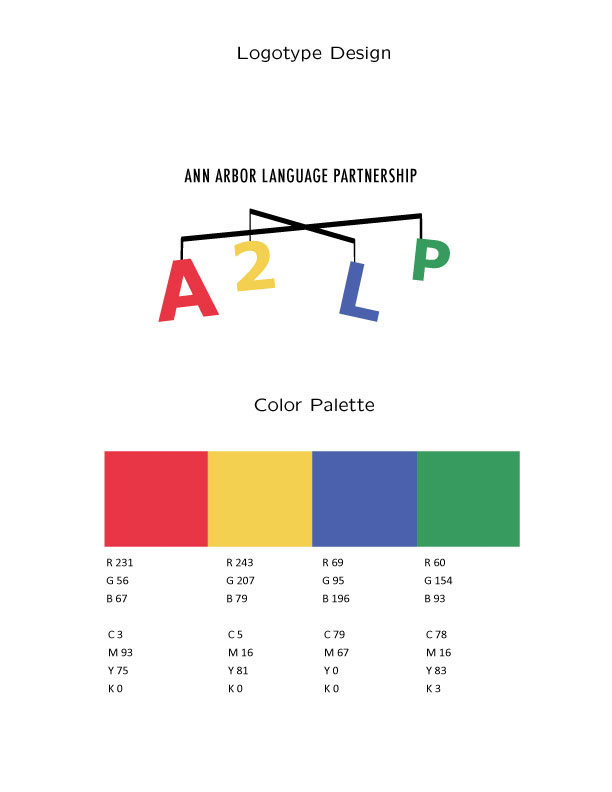 Logotype Design
ANN ARBOR LANGUAGE PARTNERSHIP
A 2 L P
Color Palette
R 231 R 243 R 69 R 60
G 56 G 207 G 95 G 154
B 67 B 79 B 196 B 93
C 3 C 5 C 79 C 78
M 93 M 16 M 67 M 16
Y 75 Y 81 Y 0 Y 83
K 0 K 0 K 0 K 3